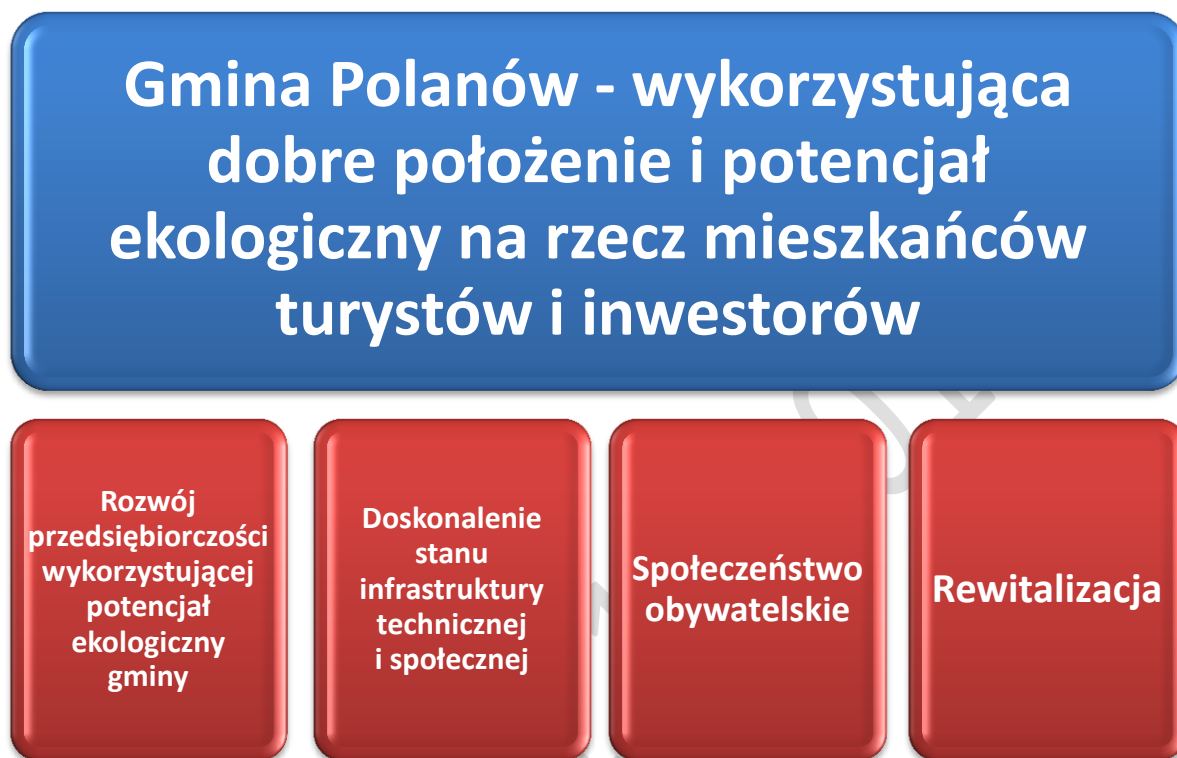 Gmina Polanów - wykorzystująca
dobre położenie i potencjał
ekologiczny na rzecz mieszkańców
turystów i inwestorów
Rozwój
przedsiębiorczości
wykorzystującej
potencjał
ekologiczny
gminy
Doskonalenie
stanu
infrastruktury
technicznej
i społecznej
Społeczeństwo
obywatelskie
Rewitalizacja